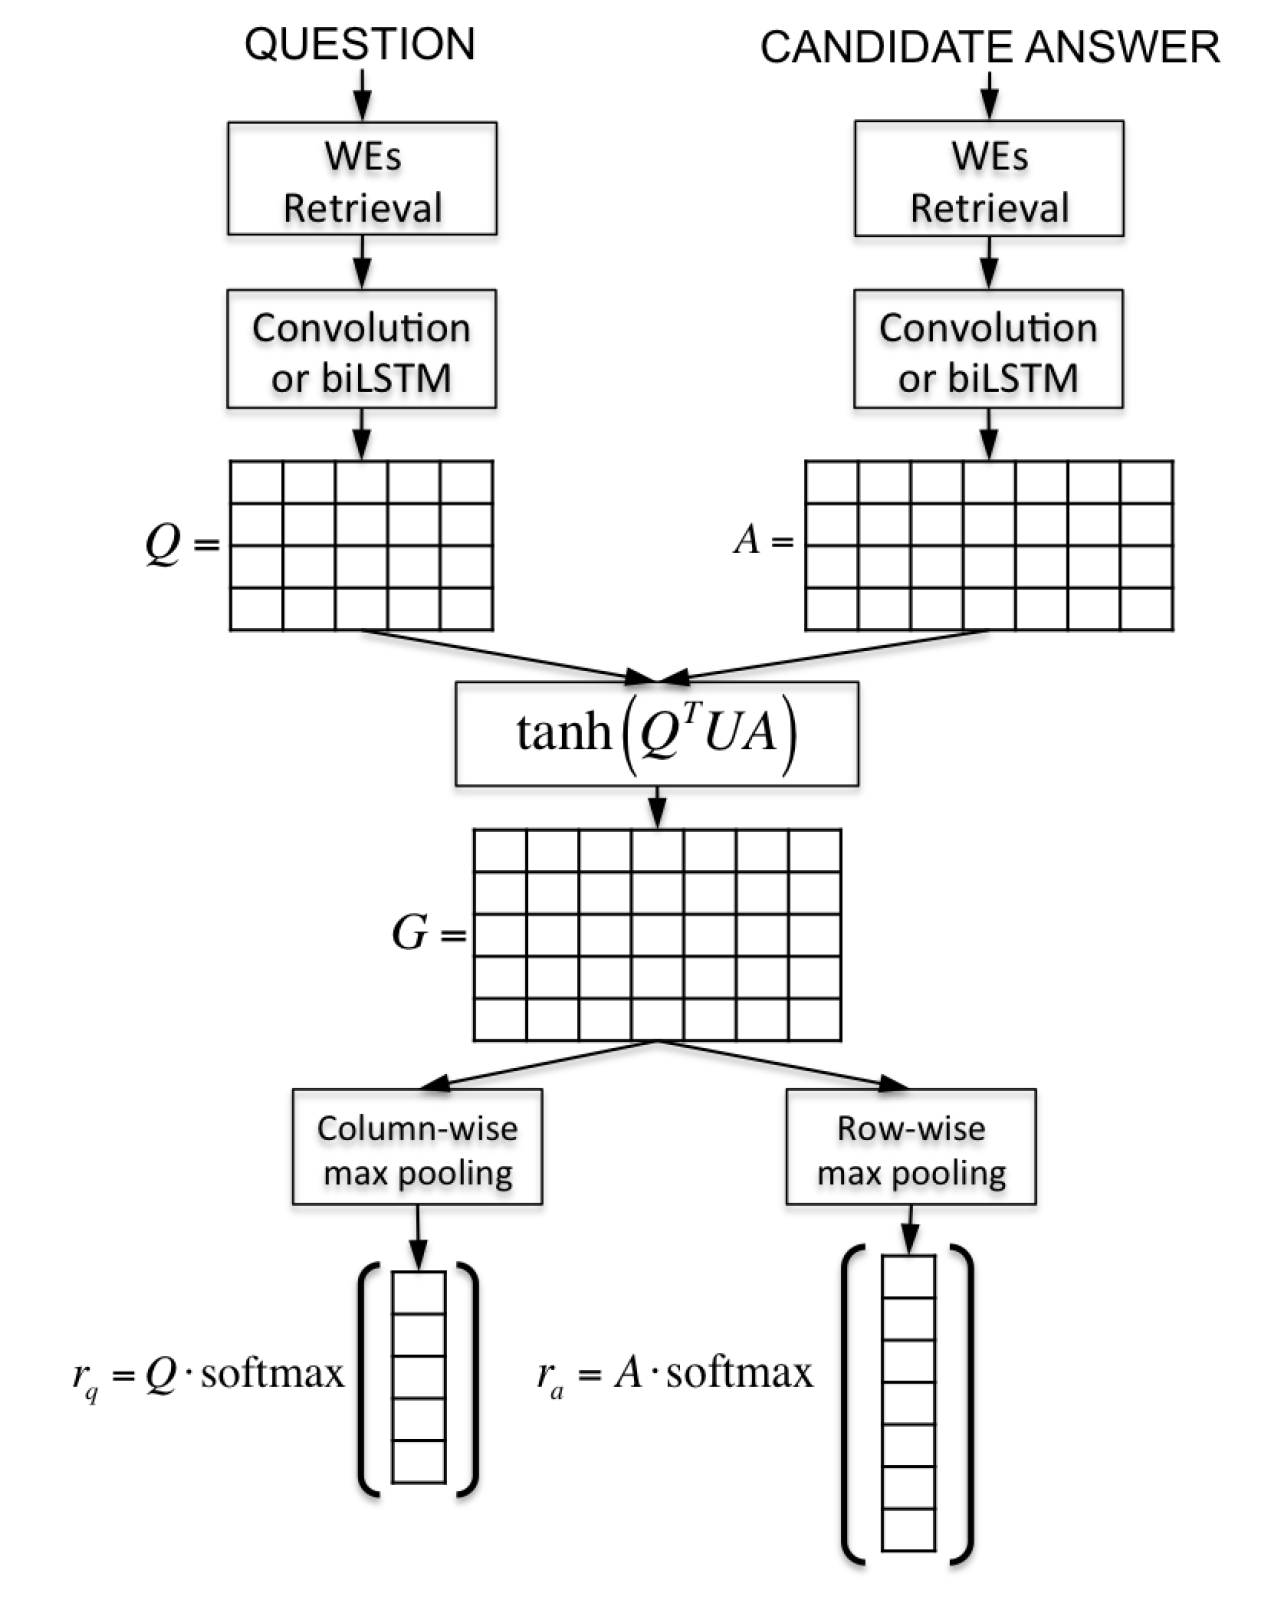 QUESTION
CANDIDATE ANSWER
WEs
Retrieval
WEs
Retrieval
Convolution
or biLSTM
Convolution
or biLSTM
Q =
A =
tanh(Q^T UA)
G =
Column-wise
max pooling
Row-wise
max pooling
r_q = Q · softmax
r_a = A · softmax